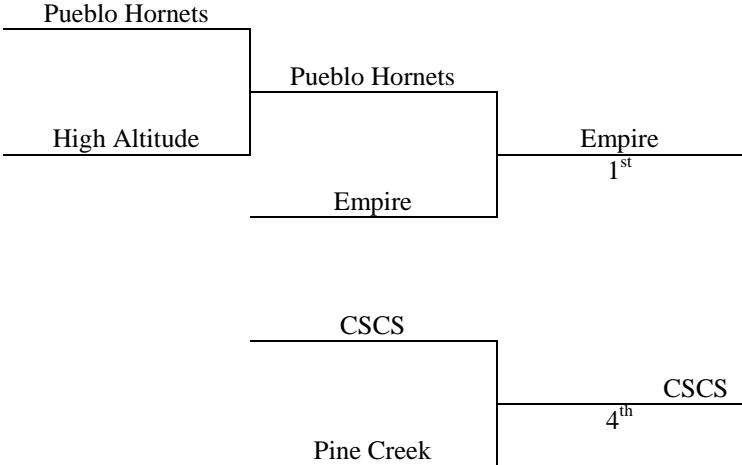 Pueblo Hornets
Pueblo Hornets
High Altitude
Empire
1st
Empire
CSCS
CSCS
4th
Pine Creek